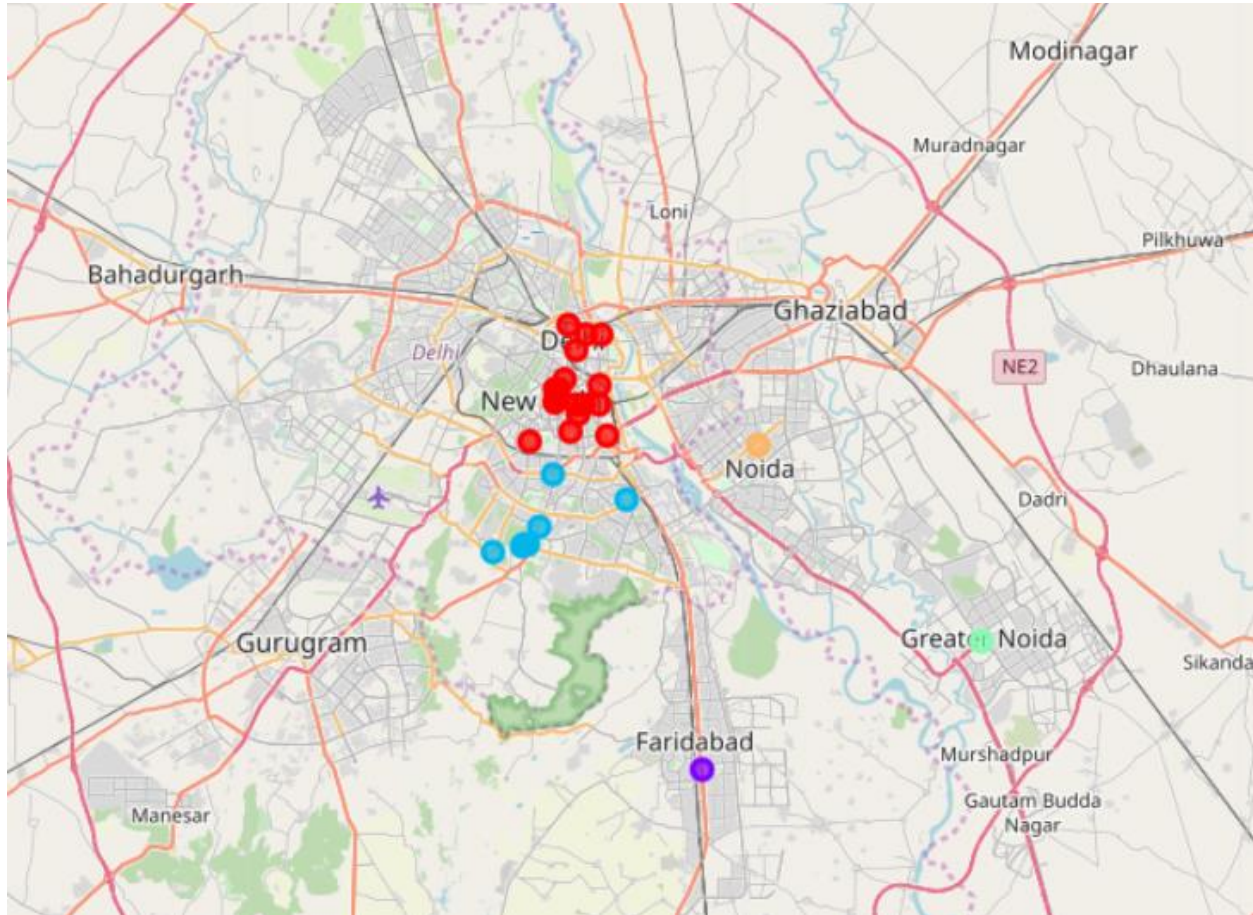 Modinagar
Muradnagar
Loni
Pilkhuwa
Bahadurgarh
Ghaziabad
Delhi
NE2
Dhaulana
New
Noida
Dadri
Greater Noida
Gurugram
Sikanda
Faridabad
Murshadpur
Manesar
Gautam Budda
Nagar